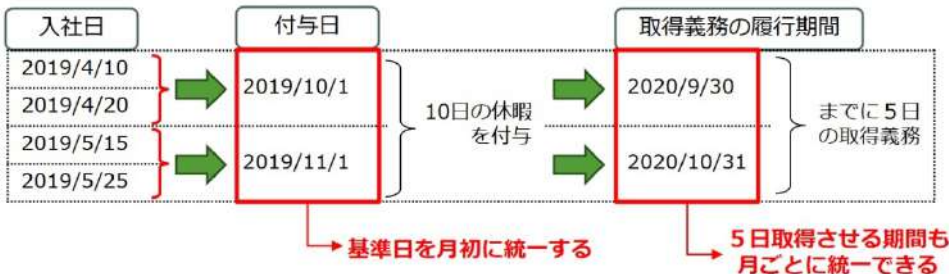 入社日
付与日
取得義務の履行期間
2019/4/10
2019/4/20
2019/5/15
2019/5/25
2019/10/1
2019/11/1
10日の休暇
を付与
2020/9/30
2020/10/31
までに５日
の取得義務
基準日を月初に統一する
５日取得させる期間も
月ごとに統一できる